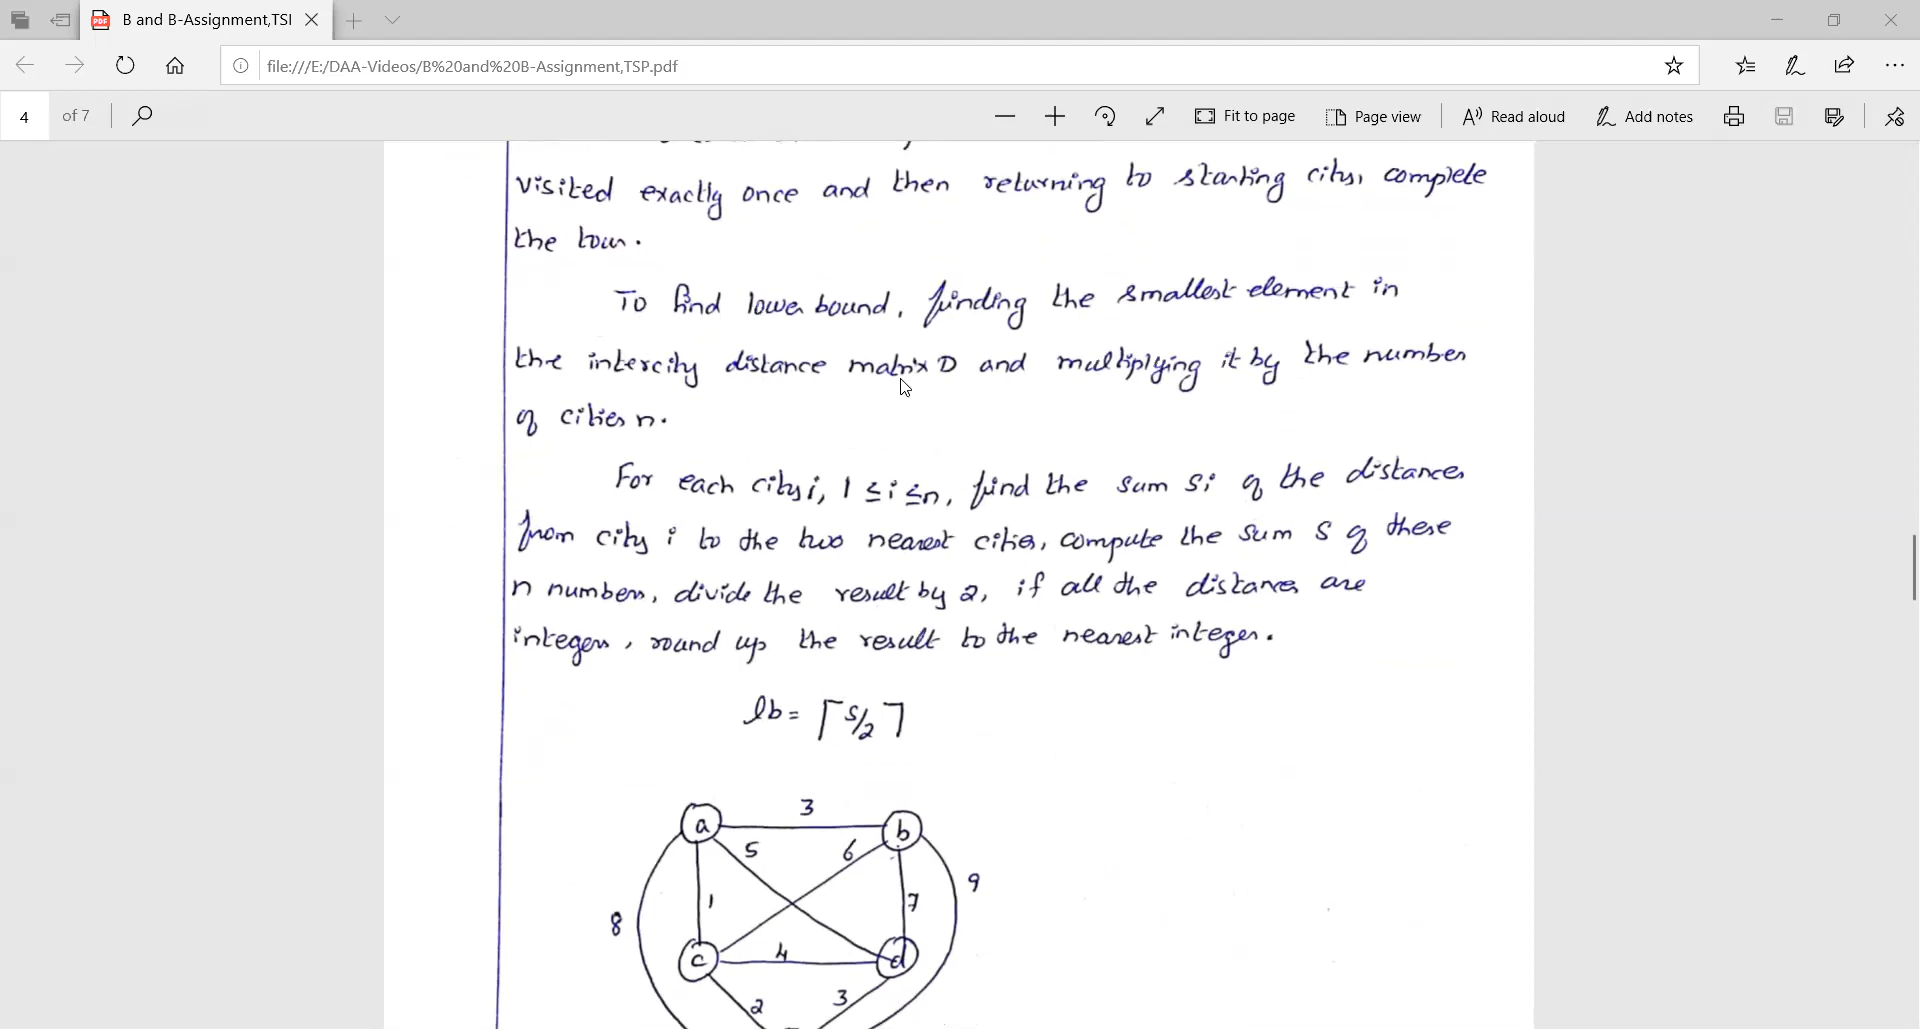 B and B-Assignment,TSI
file:///E:/DAA-Videos/B%20and%20B-Assignment,TSP.pdf
4 of 7 Fit to page Page view Read aloud Add notes
visited exactly once and then returning to starting city, complete
the tour.
To find lower bound, finding the smallest element in
the intercity distance matrix D and multiplying it by the number
of cities n.
For each city i, 1 ≤ i ≤ n, find the sum Si of the distances
from city i to the two nearest cities, compute the sum S of these
n numbers, divide the result by 2, if all the distances are
integers, round up the result to the nearest integer.
lb = ⌈S/2⌉
3
a b
5 6
9
1 7
8
c 4 d
2 3